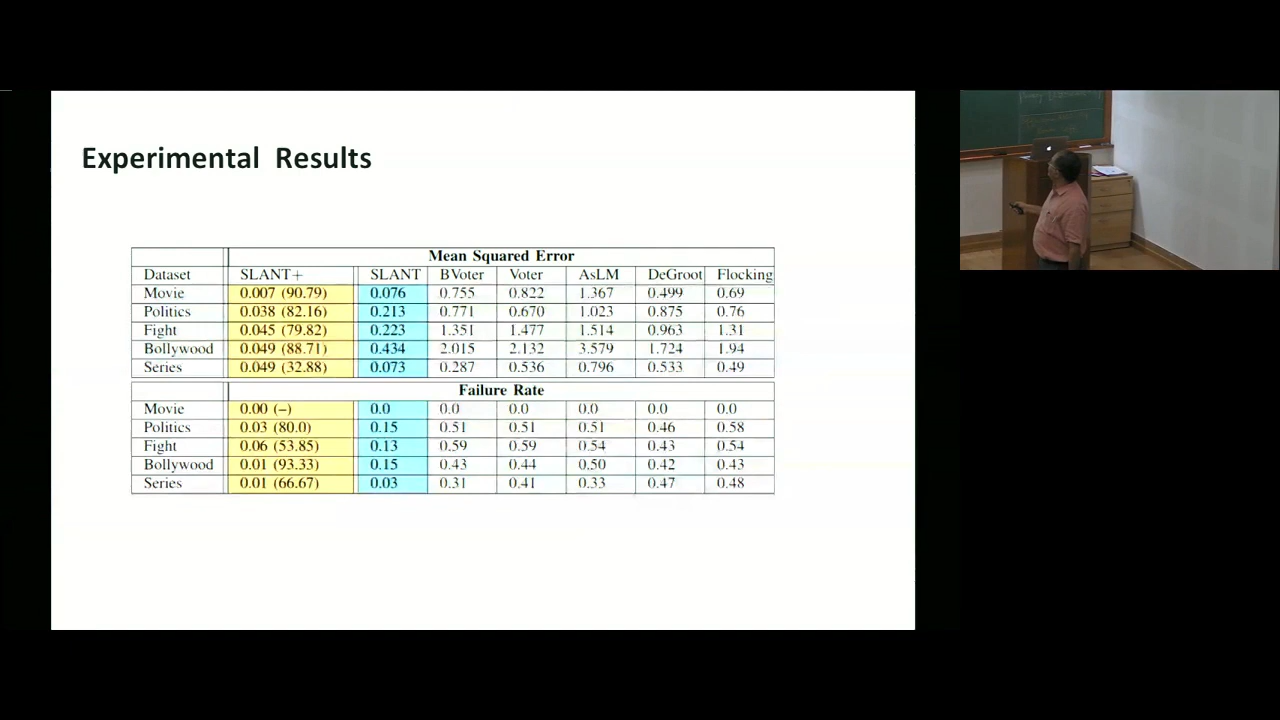 Experimental Results
Mean Squared Error
Dataset SLANT+ SLANT BVoter Voter AsLM DeGroot Flocking
Movie 0.007 (90.79) 0.076 0.755 0.822 1.367 0.499 0.69
Politics 0.038 (82.16) 0.213 0.771 0.670 1.023 0.875 0.76
Fight 0.045 (79.82) 0.223 1.351 1.477 1.514 0.963 1.31
Bollywood 0.049 (88.71) 0.434 2.015 2.132 3.579 1.724 1.94
Series 0.049 (32.88) 0.073 0.287 0.536 0.796 0.533 0.49
Failure Rate
Movie 0.00 (–) 0.0 0.0 0.0 0.0 0.0 0.0
Politics 0.03 (80.0) 0.15 0.51 0.51 0.51 0.46 0.58
Fight 0.06 (53.85) 0.13 0.59 0.59 0.54 0.43 0.54
Bollywood 0.01 (93.33) 0.15 0.43 0.44 0.50 0.42 0.43
Series 0.01 (66.67) 0.03 0.31 0.41 0.33 0.47 0.48